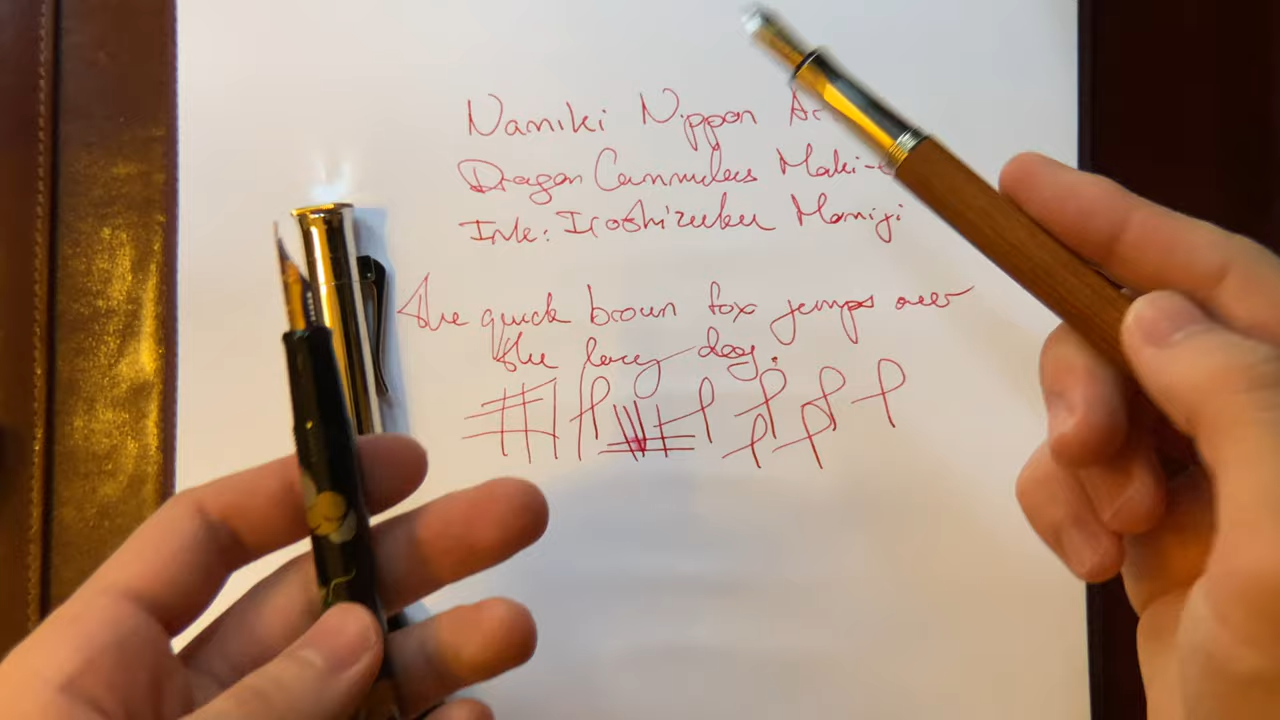 Namiki Nippon
Dragon Cumulus Maki-
Ink: Iroshizuku Momiji
the quick brown fox jumps over
the lazy dog.